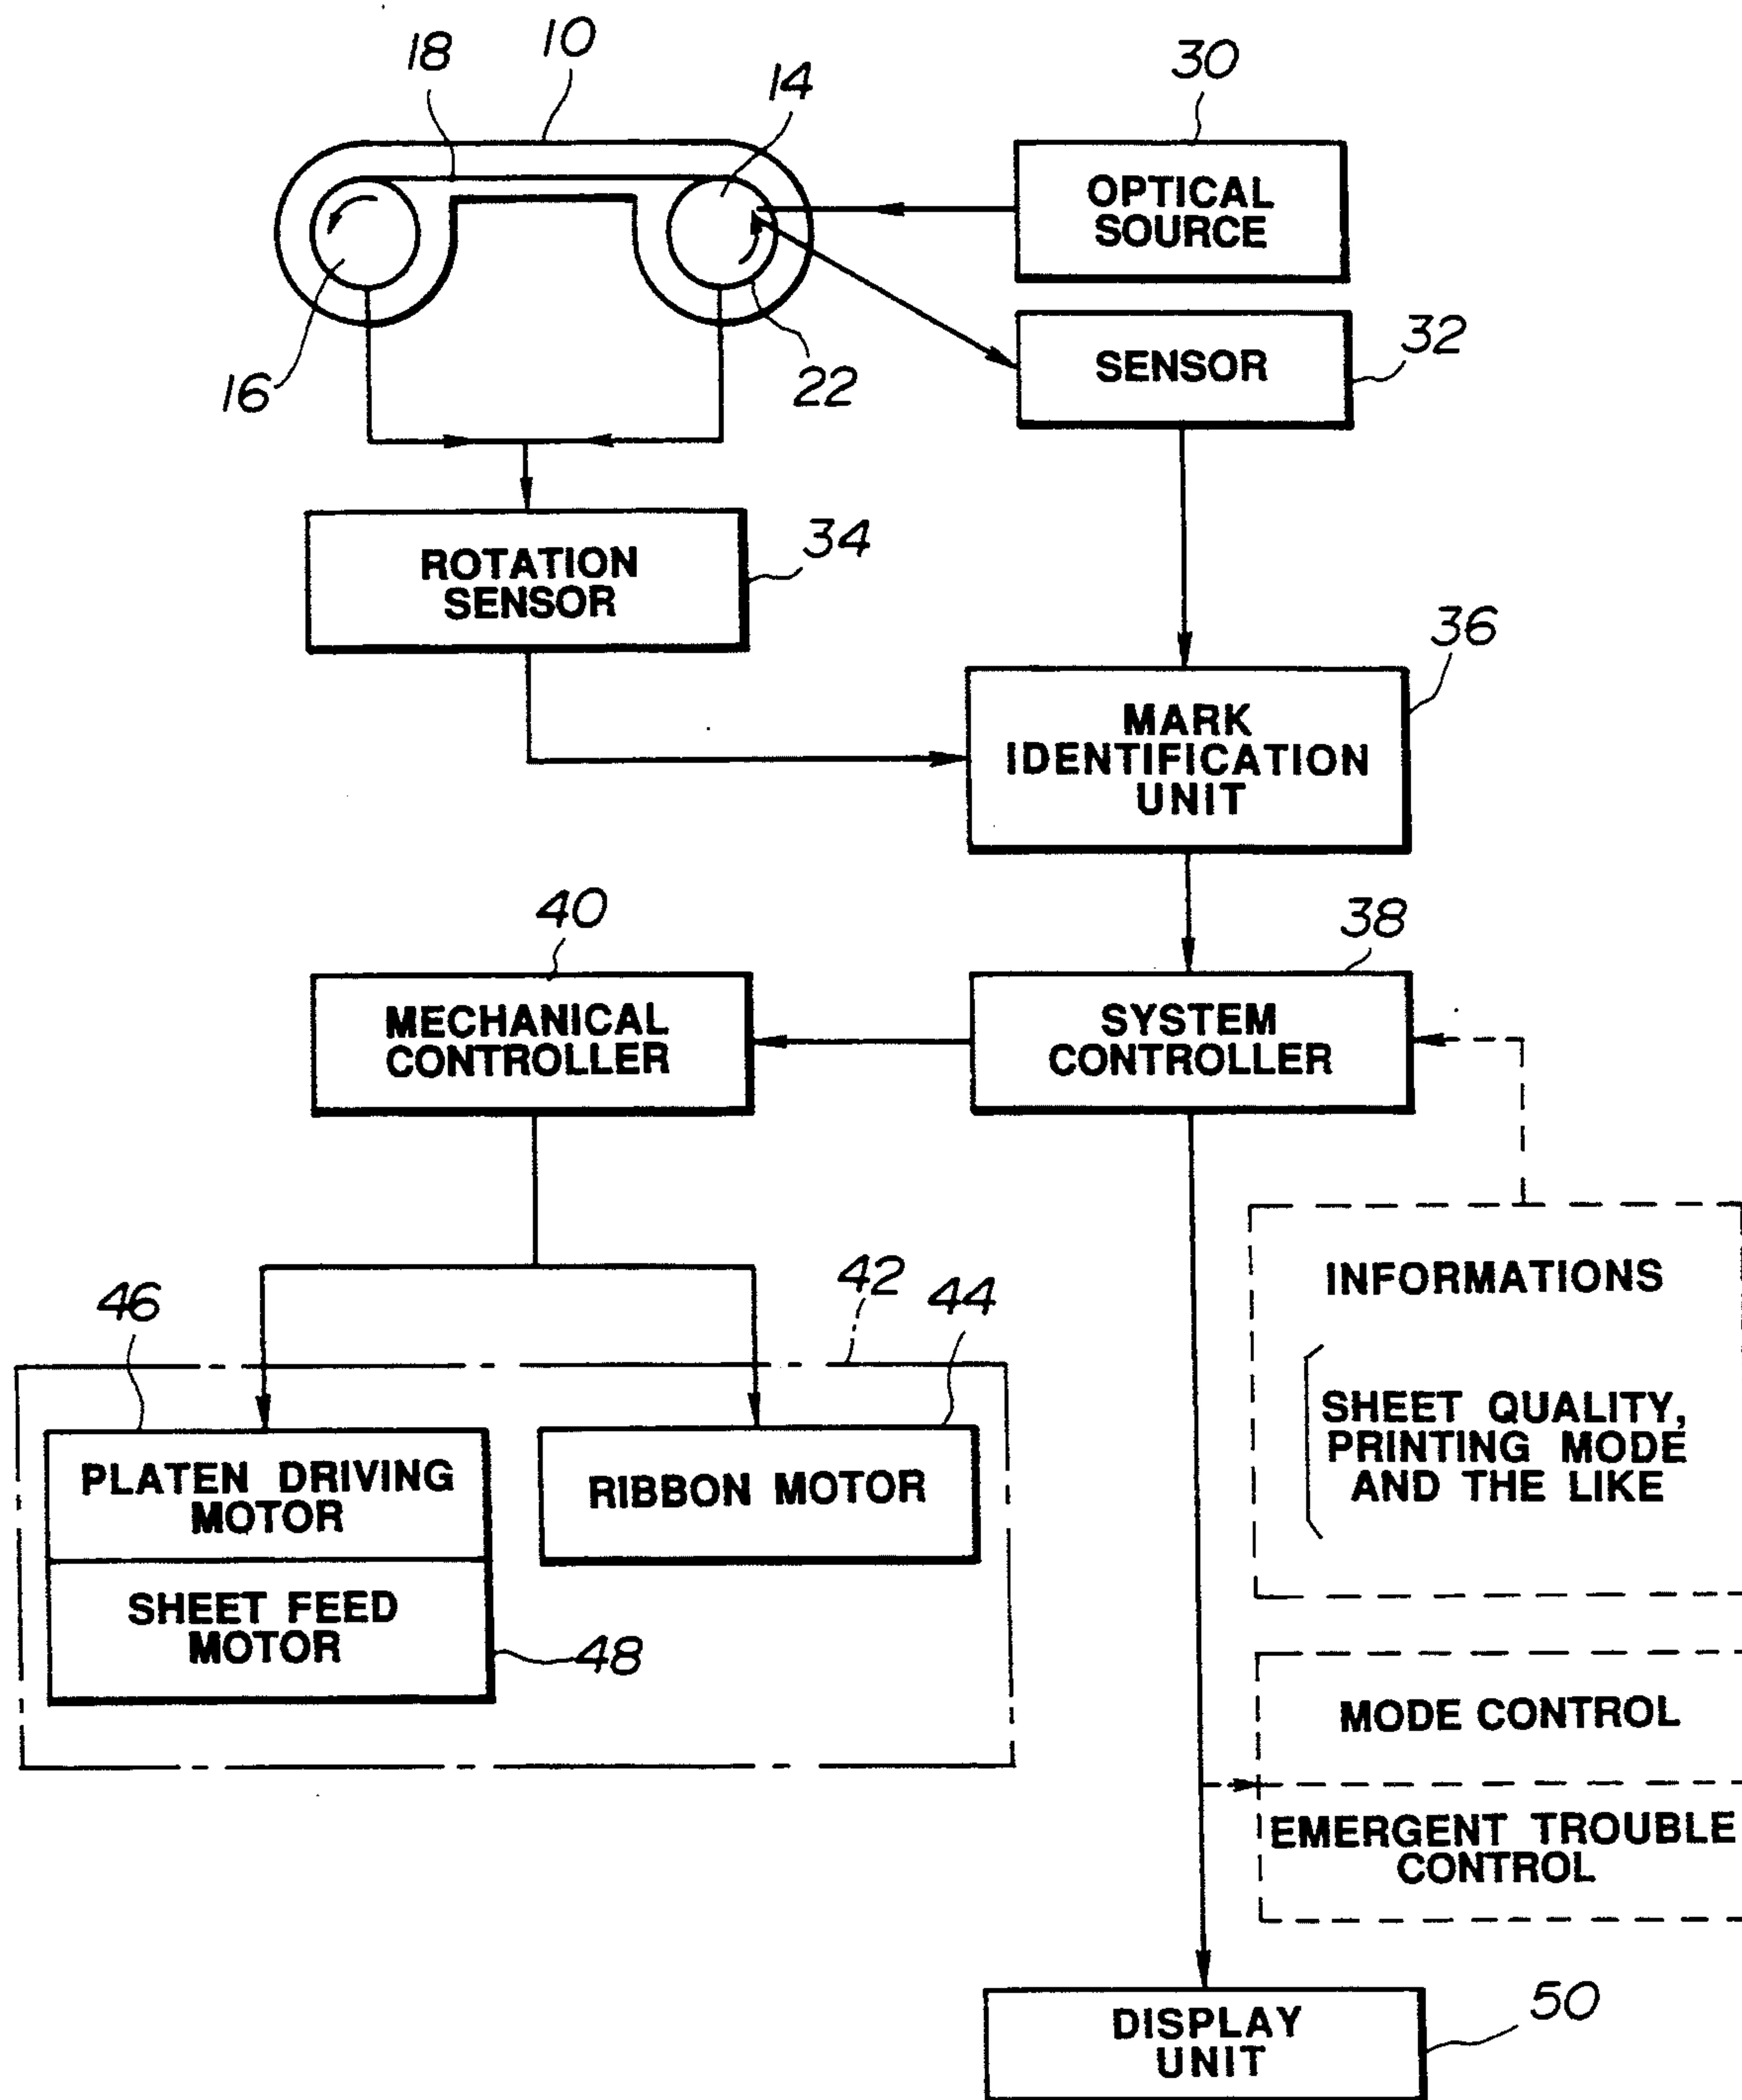 10
18
14
30
OPTICAL
SOURCE
32
SENSOR
16
22
34
ROTATION
SENSOR
36
MARK
IDENTIFICATION
UNIT
40
38
MECHANICAL
CONTROLLER
SYSTEM
CONTROLLER
42
44
46
INFORMATIONS
SHEET QUALITY,
PRINTING MODE
AND THE LIKE
PLATEN DRIVING
MOTOR
RIBBON MOTOR
SHEET FEED
MOTOR
48
MODE CONTROL
EMERGENT TROUBLE
CONTROL
50
DISPLAY
UNIT